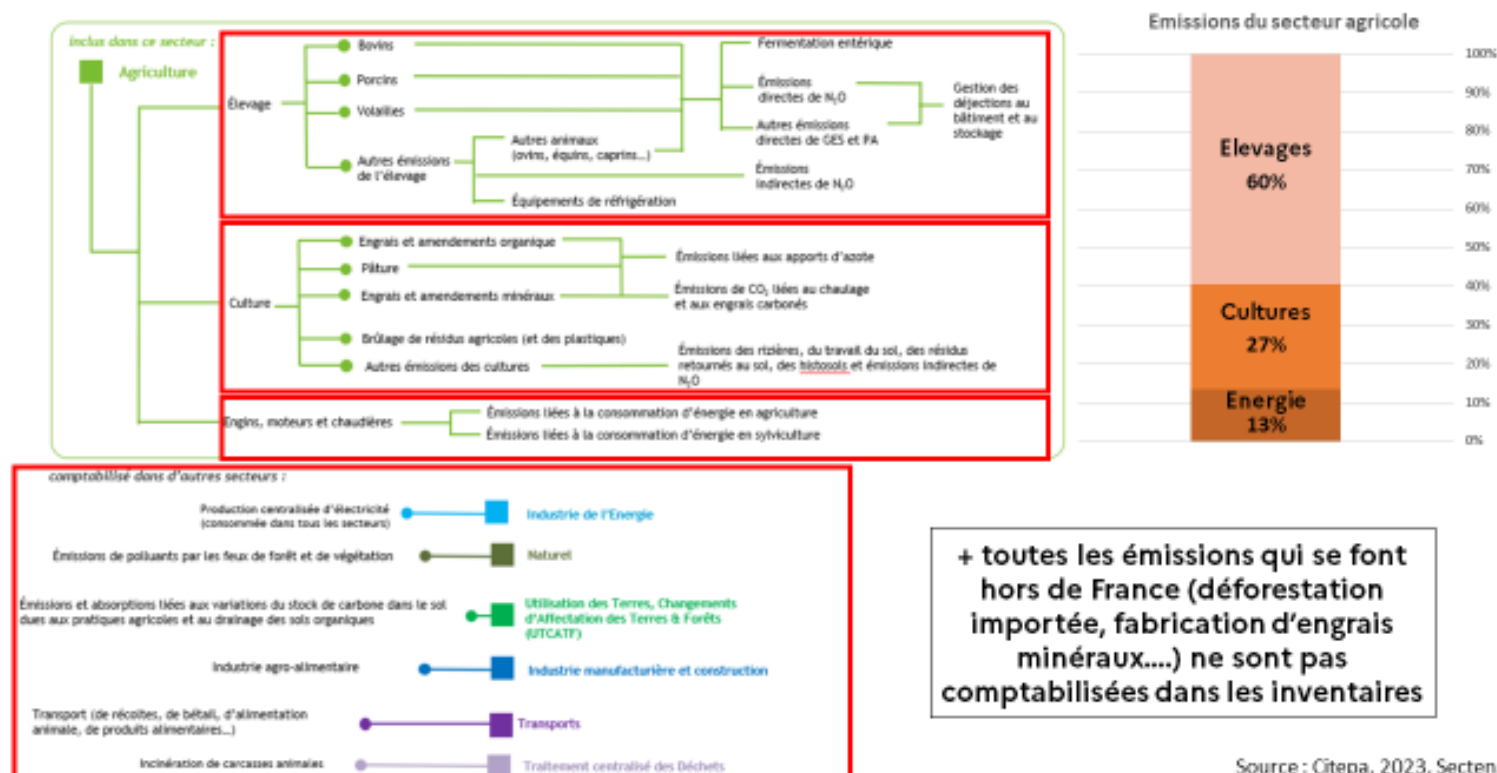 inclus dans ce secteur :
Agriculture
Élevage
Bovins
Porcins
Volailles
Autres émissions
de l'élevage
Autres animaux
(ovins, équins, caprins...)
Équipements de réfrigération
Fermentation entérique
Émissions
directes de N₂O
Autres émissions
directes de GES et PA
Émissions
indirectes de N₂O
Gestion des
déjections au
bâtiment et au
stockage
Culture
Engrais et amendements organique
Pâture
Engrais et amendements minéraux
Brûlage de résidus agricoles (et des plastiques)
Autres émissions des cultures
Émissions liées aux apports d'azote
Émissions de CO₂ liées au chaulage
et aux engrais carbonés
Émissions des rizières, du travail du sol, des résidus
retournés au sol, des histosols et émissions indirectes de
N₂O
Engins, moteurs et chaudières
Émissions liées à la consommation d'énergie en agriculture
Émissions liées à la consommation d'énergie en sylviculture
comptabilisé dans d'autres secteurs :
Production centralisée d'électricité
(consommée dans tous les secteurs)
Industrie de l'Energie
Émissions de polluants par les feux de forêt et de végétation
Naturel
Émissions et absorptions liées aux variations du stock de carbone dans le sol
dues aux pratiques agricoles et au drainage des sols organiques
Utilisation des Terres, Changements
d'Affectation des Terres & Forêts
(UTCATF)
Industrie agro-alimentaire
Industrie manufacturière et construction
Transport (de récoltes, de bétail, d'alimentation
animale, de produits alimentaires...)
Transports
Incinération de carcasses animales
Traitement centralisé des Déchets
Emissions du secteur agricole
100%
90%
80%
70%
60%
50%
40%
30%
20%
10%
0%
Elevages
60%
Cultures
27%
Energie
13%
+ toutes les émissions qui se font
hors de France (déforestation
importée, fabrication d'engrais
minéraux....) ne sont pas
comptabilisées dans les inventaires
Source : Citepa, 2023, Secten